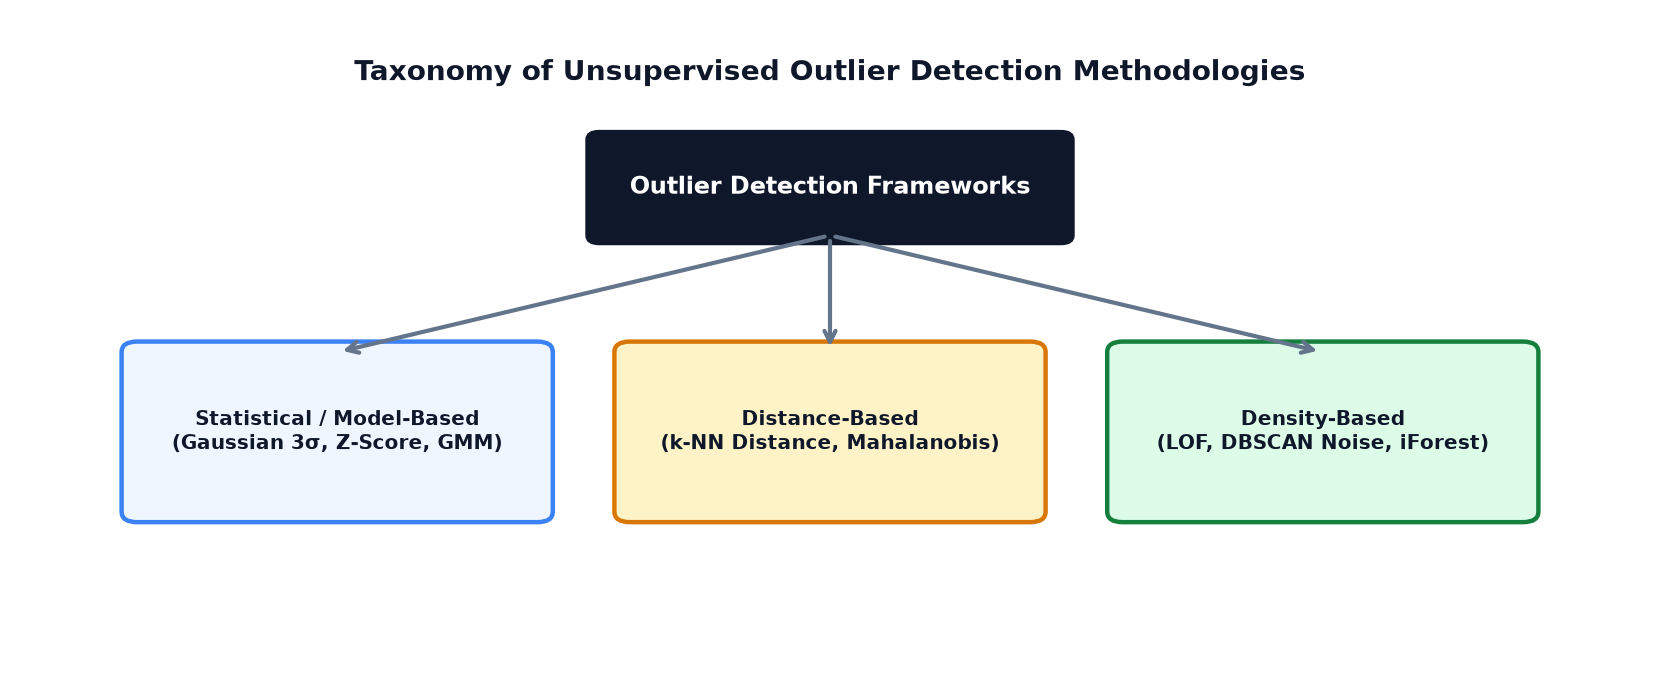 Taxonomy of Unsupervised Outlier Detection Methodologies
Outlier Detection Frameworks
Statistical / Model-Based
(Gaussian 3σ, Z-Score, GMM)
Distance-Based
(k-NN Distance, Mahalanobis)
Density-Based
(LOF, DBSCAN Noise, iForest)